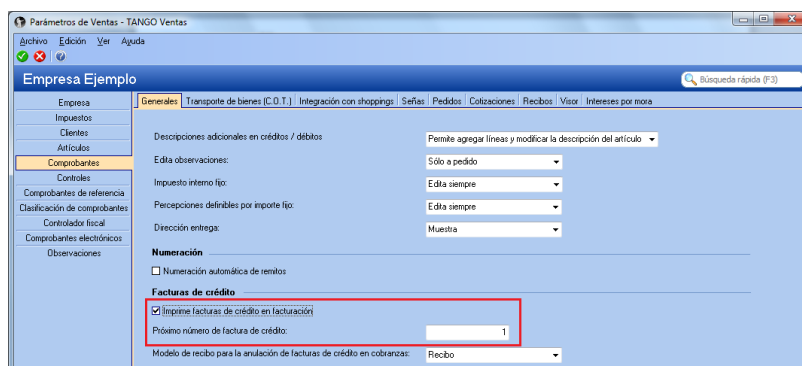 Parámetros de Ventas - TANGO Ventas
Archivo Edición Ver Ayuda
Empresa Ejemplo
Búsqueda rápida (F3)
Empresa
Impuestos
Clientes
Artículos
Comprobantes
Controles
Comprobantes de referencia
Clasificación de comprobantes
Controlador fiscal
Comprobantes electrónicos
Observaciones
Generales Transporte de bienes (C.O.T.) Integración con shoppings Señas Pedidos Cotizaciones Recibos Visor Intereses por mora
Descripciones adicionales en créditos / débitos Permite agregar líneas y modificar la descripción del artículo
Edita observaciones: Sólo a pedido
Impuesto interno fijo: Edita siempre
Percepciones definibles por importe fijo: Edita siempre
Dirección entrega: Muestra
Numeración
Numeración automática de remitos
Facturas de crédito
Imprime facturas de crédito en facturación
Próximo número de factura de crédito: 1
Modelo de recibo para la anulación de facturas de crédito en cobranzas: Recibo